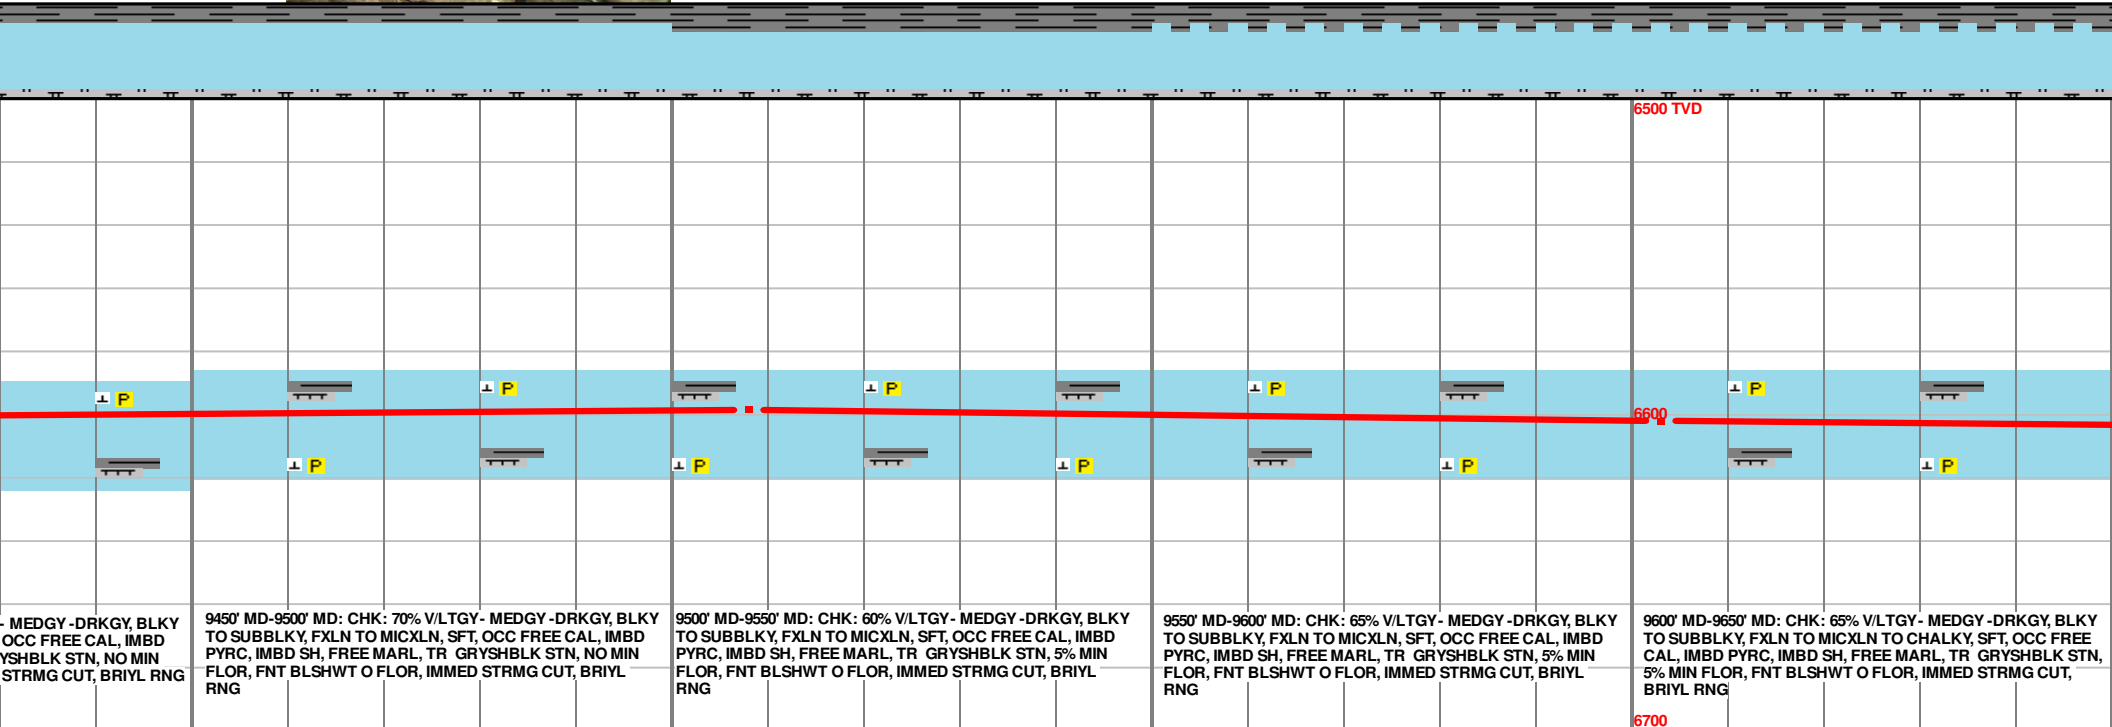 6500 TVD
P
P
P
P
P
6600
P
P
P
P
P
- MEDGY -DRKGY, BLKY
OCC FREE CAL, IMBD
YSHBLK STN, NO MIN
STRMG CUT, BRIYL RNG
9450' MD-9500' MD: CHK: 70% V/LTGY- MEDGY -DRKGY, BLKY
TO SUBBLKY, FXLN TO MICXLN, SFT, OCC FREE CAL, IMBD
PYRC, IMBD SH, FREE MARL, TR GRYSHBLK STN, NO MIN
FLOR, FNT BLSHWT O FLOR, IMMED STRMG CUT, BRIYL
RNG
9500' MD-9550' MD: CHK: 60% V/LTGY- MEDGY -DRKGY, BLKY
TO SUBBLKY, FXLN TO MICXLN, SFT, OCC FREE CAL, IMBD
PYRC, IMBD SH, FREE MARL, TR GRYSHBLK STN, 5% MIN
FLOR, FNT BLSHWT O FLOR, IMMED STRMG CUT, BRIYL
RNG
9550' MD-9600' MD: CHK: 65% V/LTGY- MEDGY -DRKGY, BLKY
TO SUBBLKY, FXLN TO MICXLN, SFT, OCC FREE CAL, IMBD
PYRC, IMBD SH, FREE MARL, TR GRYSHBLK STN, 5% MIN
FLOR, FNT BLSHWT O FLOR, IMMED STRMG CUT, BRIYL
RNG
9600' MD-9650' MD: CHK: 65% V/LTGY- MEDGY -DRKGY, BLKY
TO SUBBLKY, FXLN TO MICXLN TO CHALKY, SFT, OCC FREE
CAL, IMBD PYRC, IMBD SH, FREE MARL, TR GRYSHBLK STN,
5% MIN FLOR, FNT BLSHWT O FLOR, IMMED STRMG CUT,
BRIYL RNG
6700